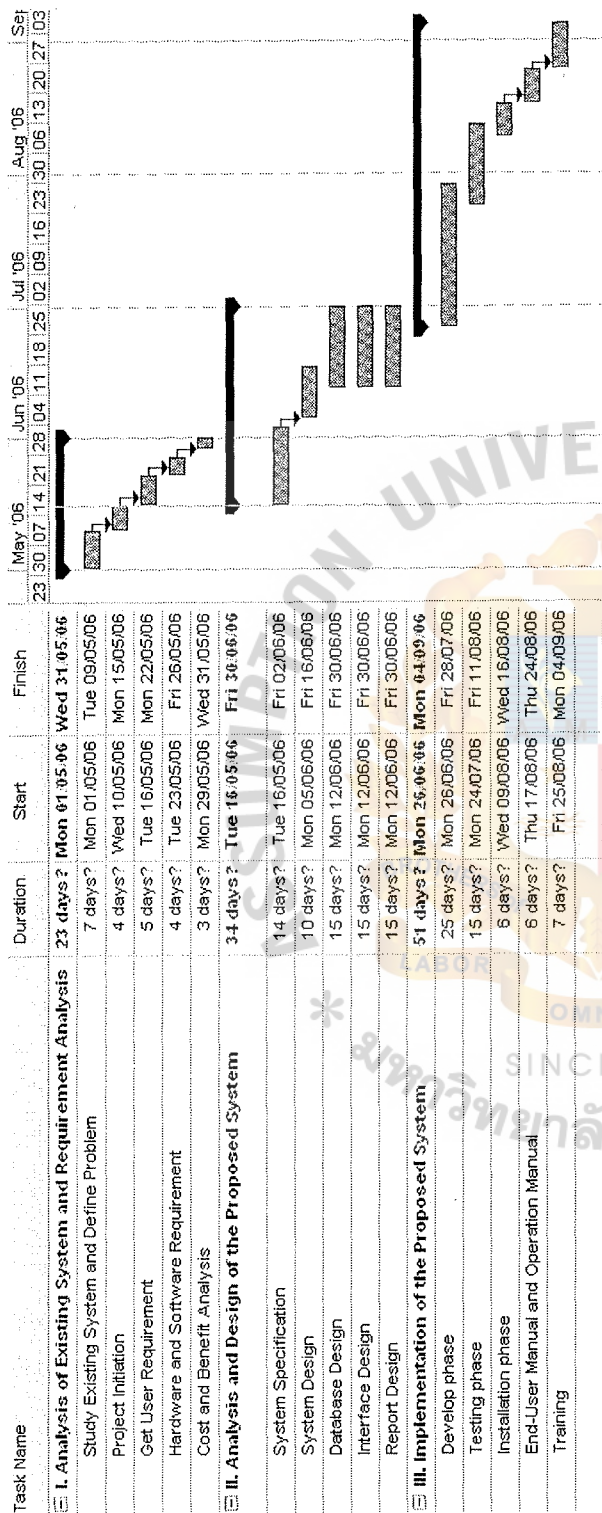 Task Name Duration Start Finish
May '06 Jun '06 Jul '06 Aug '06 Sep
23 30 07 14 21 28 04 11 18 25 02 09 16 23 30 06 13 20 27 03
I. Analysis of Existing System and Requirement Analysis 23 days? Mon 01/05/06 Wed 31/05/06
Study Existing System and Define Problem 7 days? Mon 01/05/06 Tue 09/05/06
Project Initiation 4 days? Wed 10/05/06 Mon 15/05/06
Get User Requirement 5 days? Tue 16/05/06 Mon 22/05/06
Hardware and Software Requirement 4 days? Tue 23/05/06 Fri 26/05/06
Cost and Benefit Analysis 3 days? Mon 29/05/06 Wed 31/05/06
II. Analysis and Design of the Proposed System 34 days? Tue 16/05/06 Fri 30/06/06
System Specification 14 days? Tue 16/05/06 Fri 02/06/06
System Design 10 days? Mon 05/06/06 Fri 16/06/06
Database Design 15 days? Mon 12/06/06 Fri 30/06/06
Interface Design 15 days? Mon 12/06/06 Fri 30/06/06
Report Design 15 days? Mon 12/06/06 Fri 30/06/06
III. Implementation of the Proposed System 51 days? Mon 26/06/06 Mon 04/09/06
Develop phase 25 days? Mon 26/06/06 Fri 28/07/06
Testing phase 15 days? Mon 24/07/06 Fri 11/08/06
Installation phase 6 days? Wed 09/08/06 Wed 16/08/06
End-User Manual and Operation Manual 6 days? Thu 17/08/06 Thu 24/08/06
Training 7 days? Fri 25/08/06 Mon 04/09/06
SSUMPTION UNIVE
LABOR
OMN
SINC